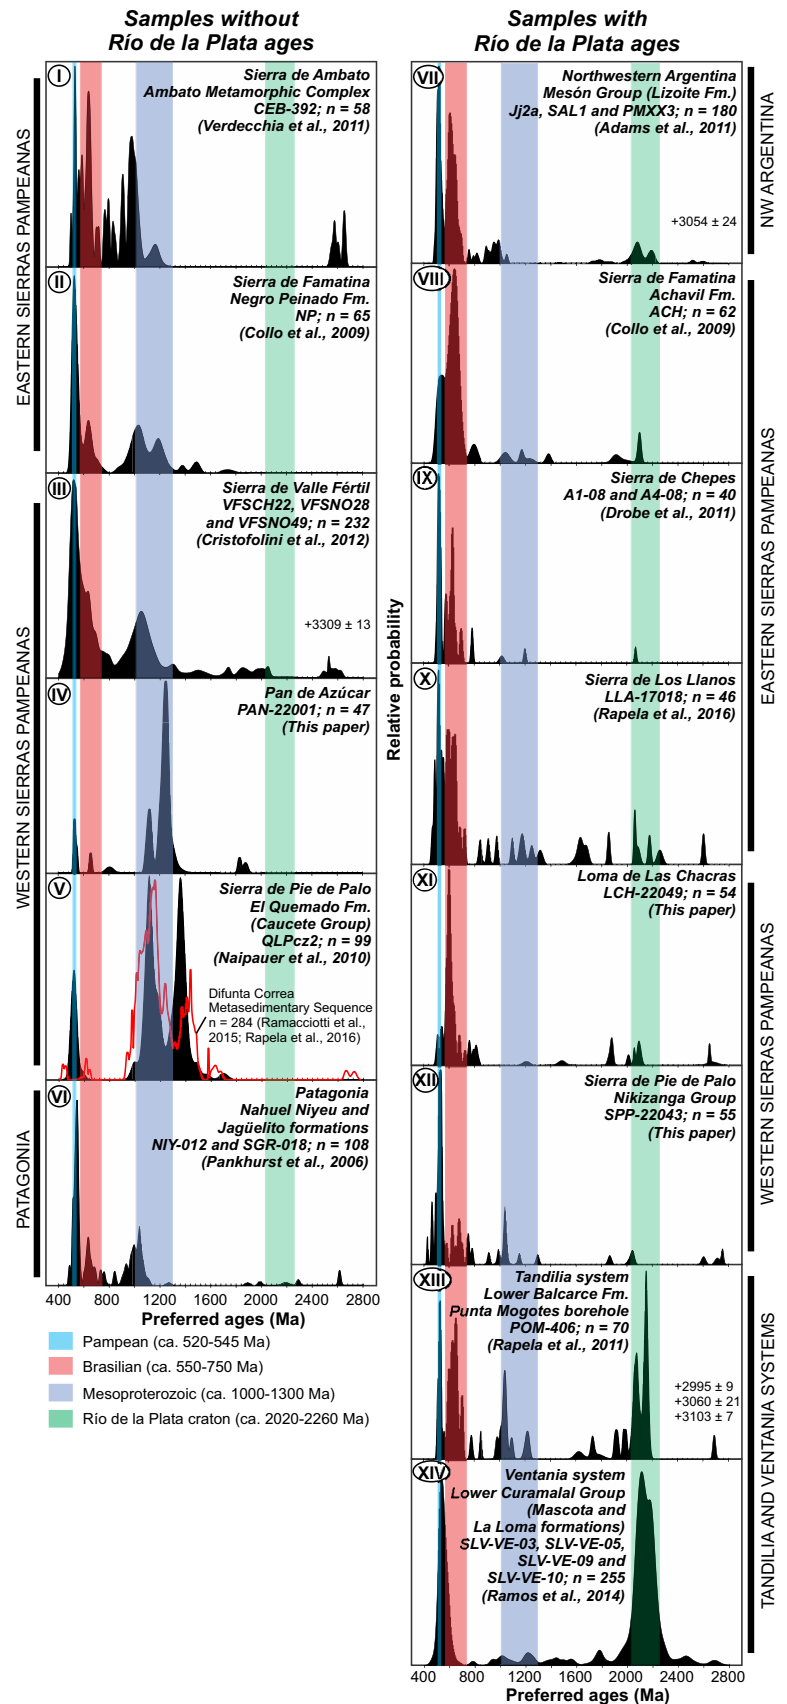 Samples without
Río de la Plata ages
EASTERN SIERRAS PAMPEANAS
I
Sierra de Ambato
Ambato Metamorphic Complex
CEB-392; n = 58
(Verdecchia et al., 2011)
II
Sierra de Famatina
Negro Peinado Fm.
NP; n = 65
(Collo et al., 2009)
WESTERN SIERRAS PAMPEANAS
III
Sierra de Valle Fértil
VFSCH22, VFSNO28
and VFSNO49; n = 232
(Cristofolini et al., 2012)
+3309 ± 13
IV
Pan de Azúcar
PAN-22001; n = 47
(This paper)
V
Sierra de Pie de Palo
El Quemado Fm.
(Caucete Group)
QLPcz2; n = 99
(Naipauer et al., 2010)
Difunta Correa
Metasedimentary Sequence
n = 284 (Ramacciotti et al.,
2015; Rapela et al., 2016)
PATAGONIA
VI
Patagonia
Nahuel Niyeu and
Jagüelito formations
NIY-012 and SGR-018; n = 108
(Pankhurst et al., 2006)
400 1200 2000 2800
Preferred ages (Ma)
Pampean (ca. 520-545 Ma)
Brasilian (ca. 550-750 Ma)
Mesoproterozoic (ca. 1000-1300 Ma)
Río de la Plata craton (ca. 2020-2260 Ma)
Relative probability
Samples with
Río de la Plata ages
NW ARGENTINA
VII
Northwestern Argentina
Mesón Group (Lizoite Fm.)
Jj2a, SAL1 and PMXX3; n = 180
(Adams et al., 2011)
+3054 ± 24
EASTERN SIERRAS PAMPEANAS
VIII
Sierra de Famatina
Achavil Fm.
ACH; n = 62
(Collo et al., 2009)
IX
Sierra de Chepes
A1-08 and A4-08; n = 40
(Drobe et al., 2011)
X
Sierra de Los Llanos
LLA-17018; n = 46
(Rapela et al., 2016)
WESTERN SIERRAS PAMPEANAS
XI
Loma de Las Chacras
LCH-22049; n = 54
(This paper)
XII
Sierra de Pie de Palo
Nikizanga Group
SPP-22043; n = 55
(This paper)
TANDILIA AND VENTANIA SYSTEMS
XIII
Tandilia system
Lower Balcarce Fm.
Punta Mogotes borehole
POM-406; n = 70
(Rapela et al., 2011)
+2995 ± 9
+3060 ± 21
+3103 ± 7
XIV
Ventania system
Lower Curamalal Group
(Mascota and
La Loma formations)
SLV-VE-03, SLV-VE-05,
SLV-VE-09 and
SLV-VE-10; n = 255
(Ramos et al., 2014)
400 1200 2000 2800
Preferred ages (Ma)